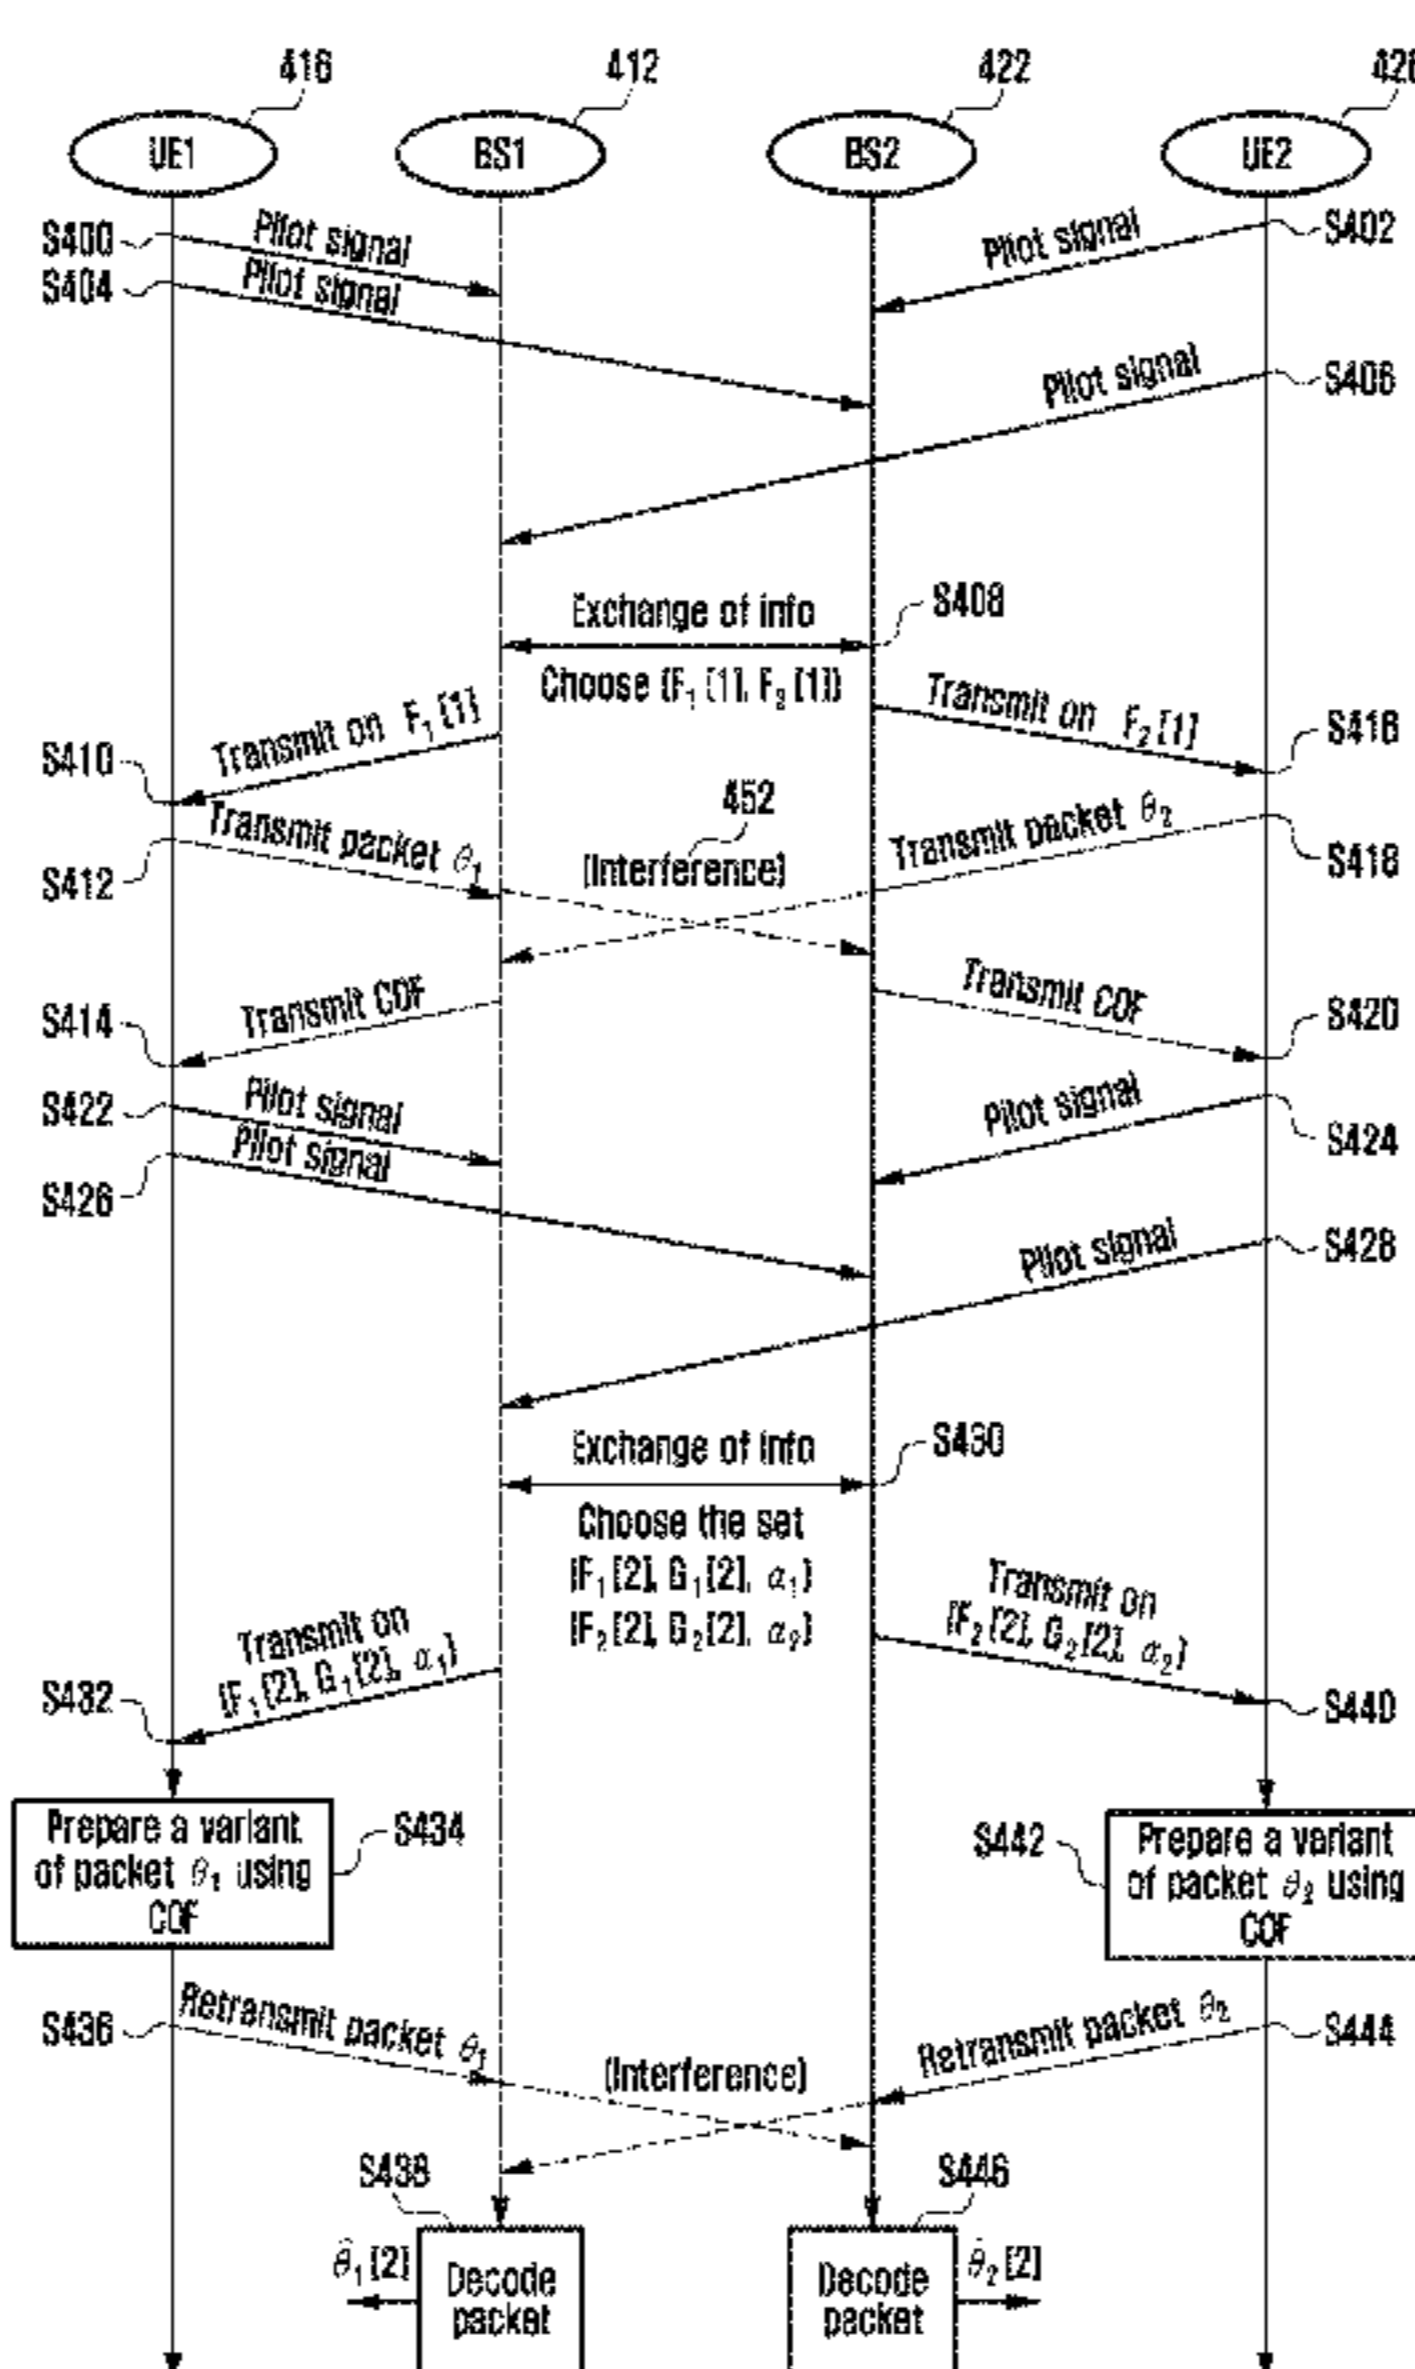 416 412 422
UE1 BS1 BS2 UE2
S400 Pilot signal Pilot signal S402
S404 Pilot signal
Pilot signal S406
Exchange of info S408
Choose (F₁ [1], F₂ [1])
Transmit on F₁ [1] Transmit on F₂ [1]
S410 S416
452
Transmit packet θ₁ (Interference) Transmit packet θ₂
S412 S418
Transmit COF Transmit COF
S414 S420
S422 Pilot signal Pilot signal S424
S426 Pilot signal
Pilot signal S428
Exchange of info S430
Choose the set
(F₁ [2], G₁ [2], α₁)
(F₂ [2], G₂ [2], α₂)
Transmit on
(F₁ [2], G₁ [2], α₁)
Transmit on
(F₂ [2], G₂ [2], α₂)
S432 S440
Prepare a variant
of packet θ₁ using
COF
S434
S442
Prepare a variant
of packet θ₂ using
COF
S436 Retransmit packet θ₁ (Interference) Retransmit packet θ₂ S444
S438 S446
θ̂₁ [2] Decode
packet
Decode
packet θ̂₂ [2]